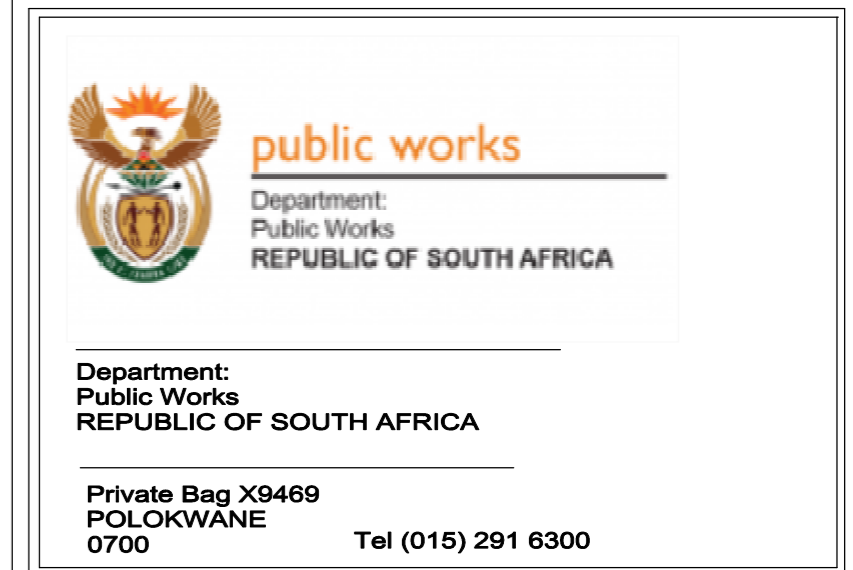 public works
Department:
Public Works
REPUBLIC OF SOUTH AFRICA
Department:
Public Works
REPUBLIC OF SOUTH AFRICA
Private Bag X9469
POLOKWANE
0700 Tel (015) 291 6300